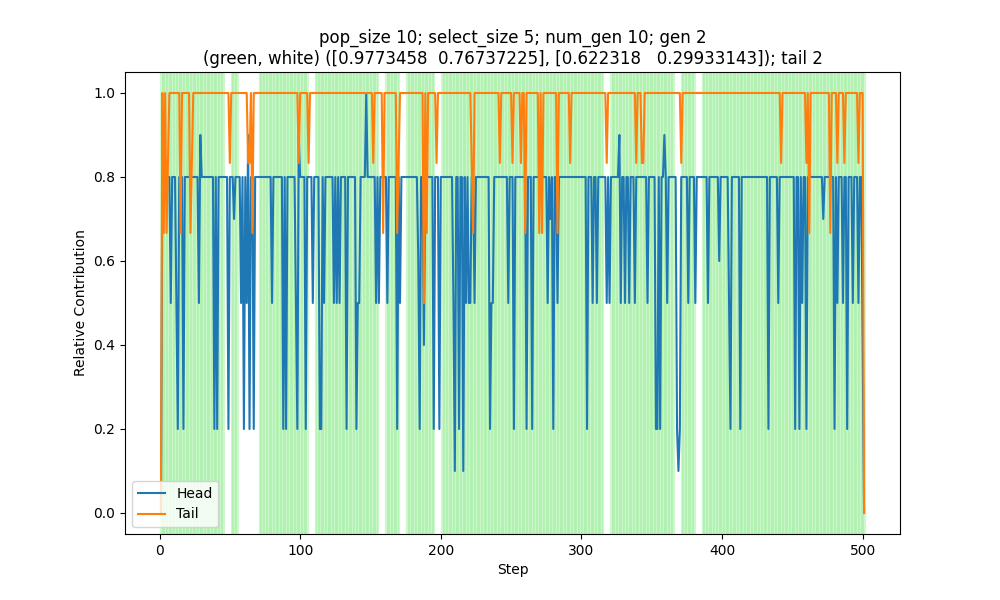 pop_size 10; select_size 5; num_gen 10; gen 2
(green, white) ([0.9773458  0.76737225], [0.622318   0.29933143]); tail 2
1.0
0.8
0.6
0.4
0.2
0.0
Relative Contribution
Head
Tail
0 100 200 300 400 500
Step